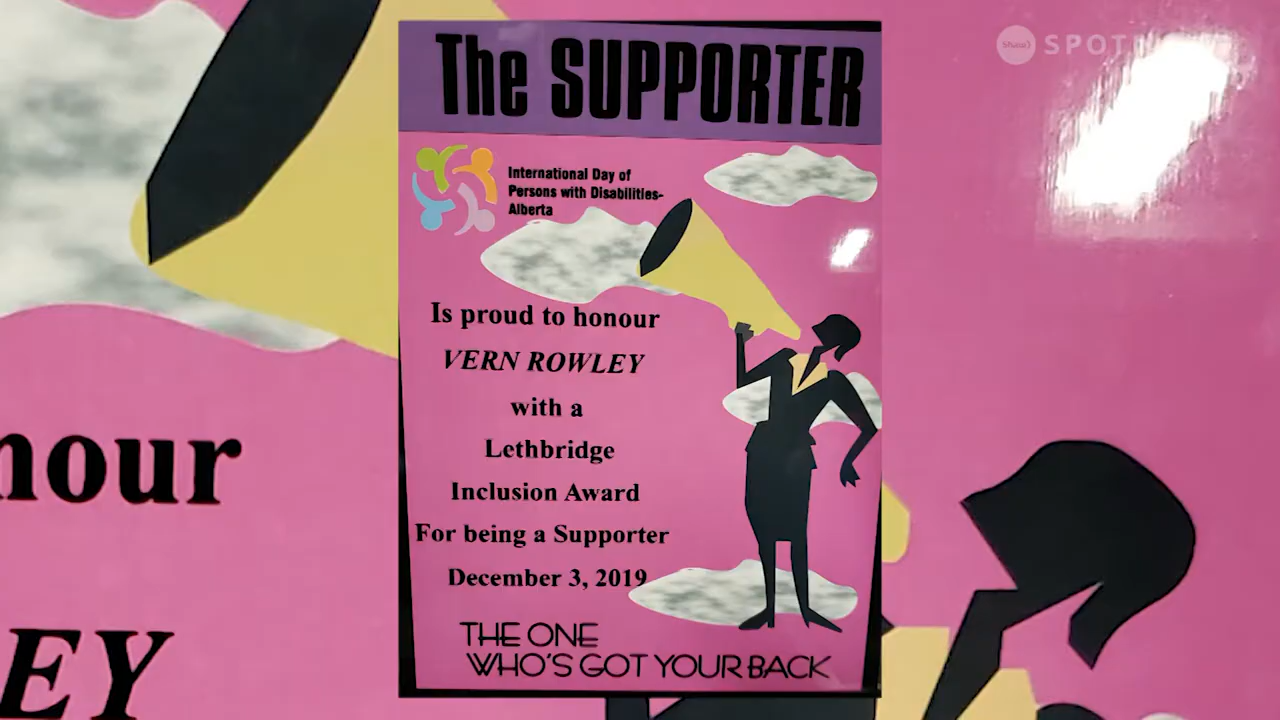 The SUPPORTER
International Day of
Persons with Disabilities-
Alberta
Is proud to honour
VERN ROWLEY
with a
Lethbridge
Inclusion Award
For being a Supporter
December 3, 2019
THE ONE
WHO'S GOT YOUR BACK
Shaw)
nour
EY